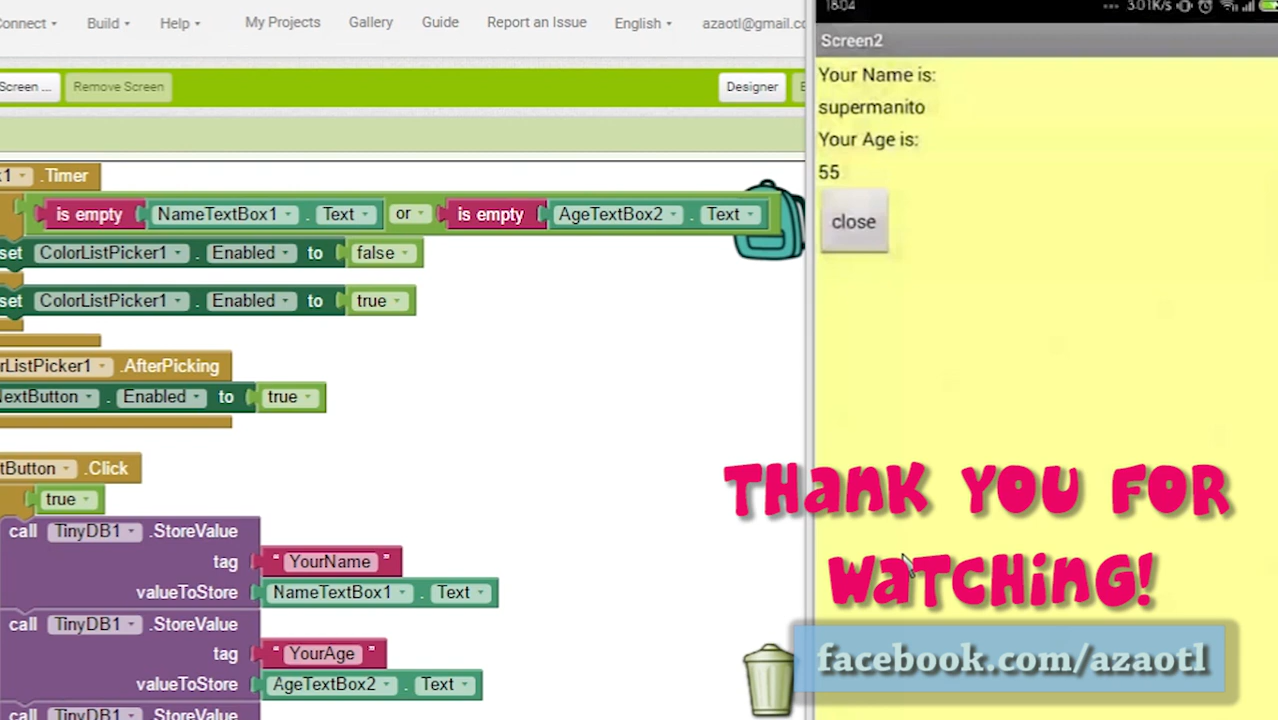 Connect Build Help My Projects Gallery Guide Report an Issue English azaotl@gmail.co
Screen ... Remove Screen Designer
.Timer
is empty NameTextBox1 . Text or is empty AgeTextBox2 . Text
set ColorListPicker1 . Enabled to false
set ColorListPicker1 . Enabled to true
rListPicker1 .AfterPicking
NextButton . Enabled to true
tButton .Click
true
call TinyDB1 .StoreValue
tag " YourName "
valueToStore NameTextBox1 . Text
call TinyDB1 .StoreValue
tag " YourAge "
valueToStore AgeTextBox2 . Text
call TinyDB1 .StoreValue
18:04 ... 3.01K/s
Screen2
Your Name is:
supermanito
Your Age is:
55
close
THANK YOU FOR
WATCHING!
facebook.com/azaotl